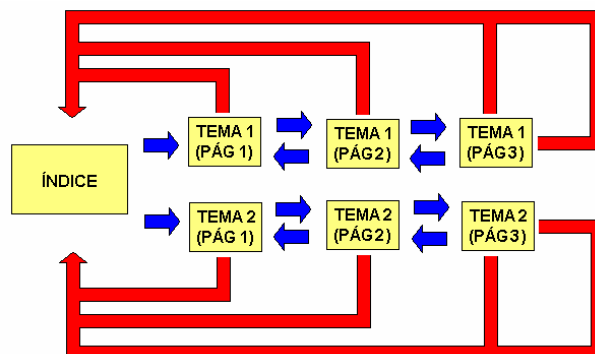 TEMA 1
(PÁG 1)
TEMA 1
(PÁG2)
TEMA 1
(PÁG3)
ÍNDICE
TEMA 2
(PÁG 1)
TEMA 2
(PÁG2)
TEMA 2
(PÁG3)